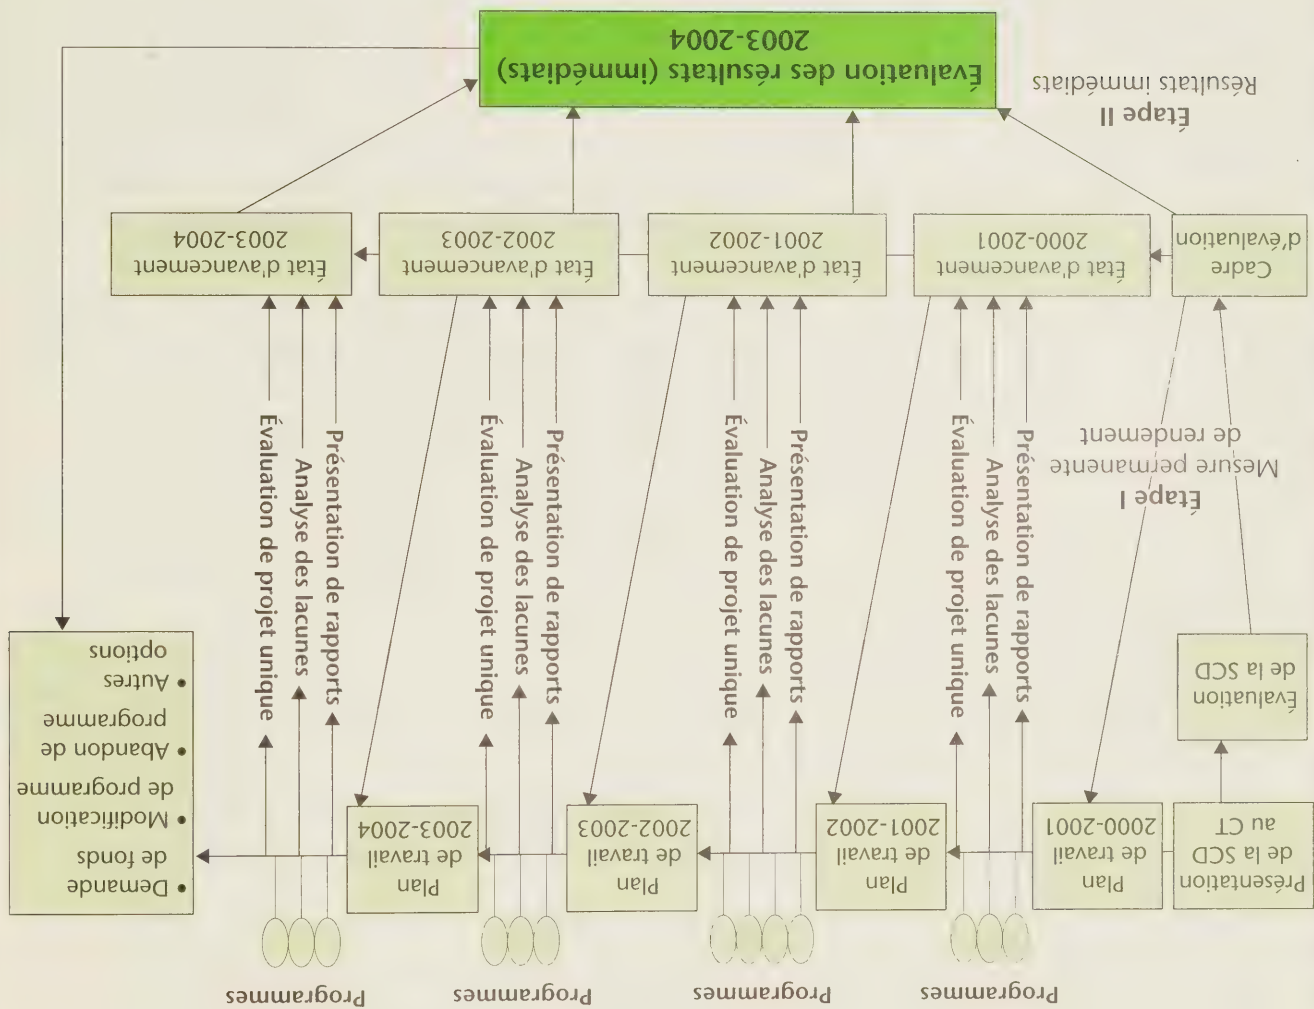 Programmes
Programmes
Programmes
Programmes
Présentation
de la SCD
au CT
Plan
de travail
2000-2001
Plan
de travail
2001-2002
Plan
de travail
2002-2003
Plan
de travail
2003-2004
• Demande
de fonds
• Modification
de programme
• Abandon de
programme
• Autres
options
Évaluation
de la SCD
Étape I
Mesure permanente
de rendement
Présentation de rapports
Analyse des lacunes
Évaluation de projet unique
Présentation de rapports
Analyse des lacunes
Évaluation de projet unique
Présentation de rapports
Analyse des lacunes
Évaluation de projet unique
Présentation de rapports
Analyse des lacunes
Évaluation de projet unique
Cadre
d'évaluation
État d'avancement
2000-2001
État d'avancement
2001-2002
État d'avancement
2002-2003
État d'avancement
2003-2004
Étape II
Résultats immédiats
Évaluation des résultats (immédiats)
2003-2004